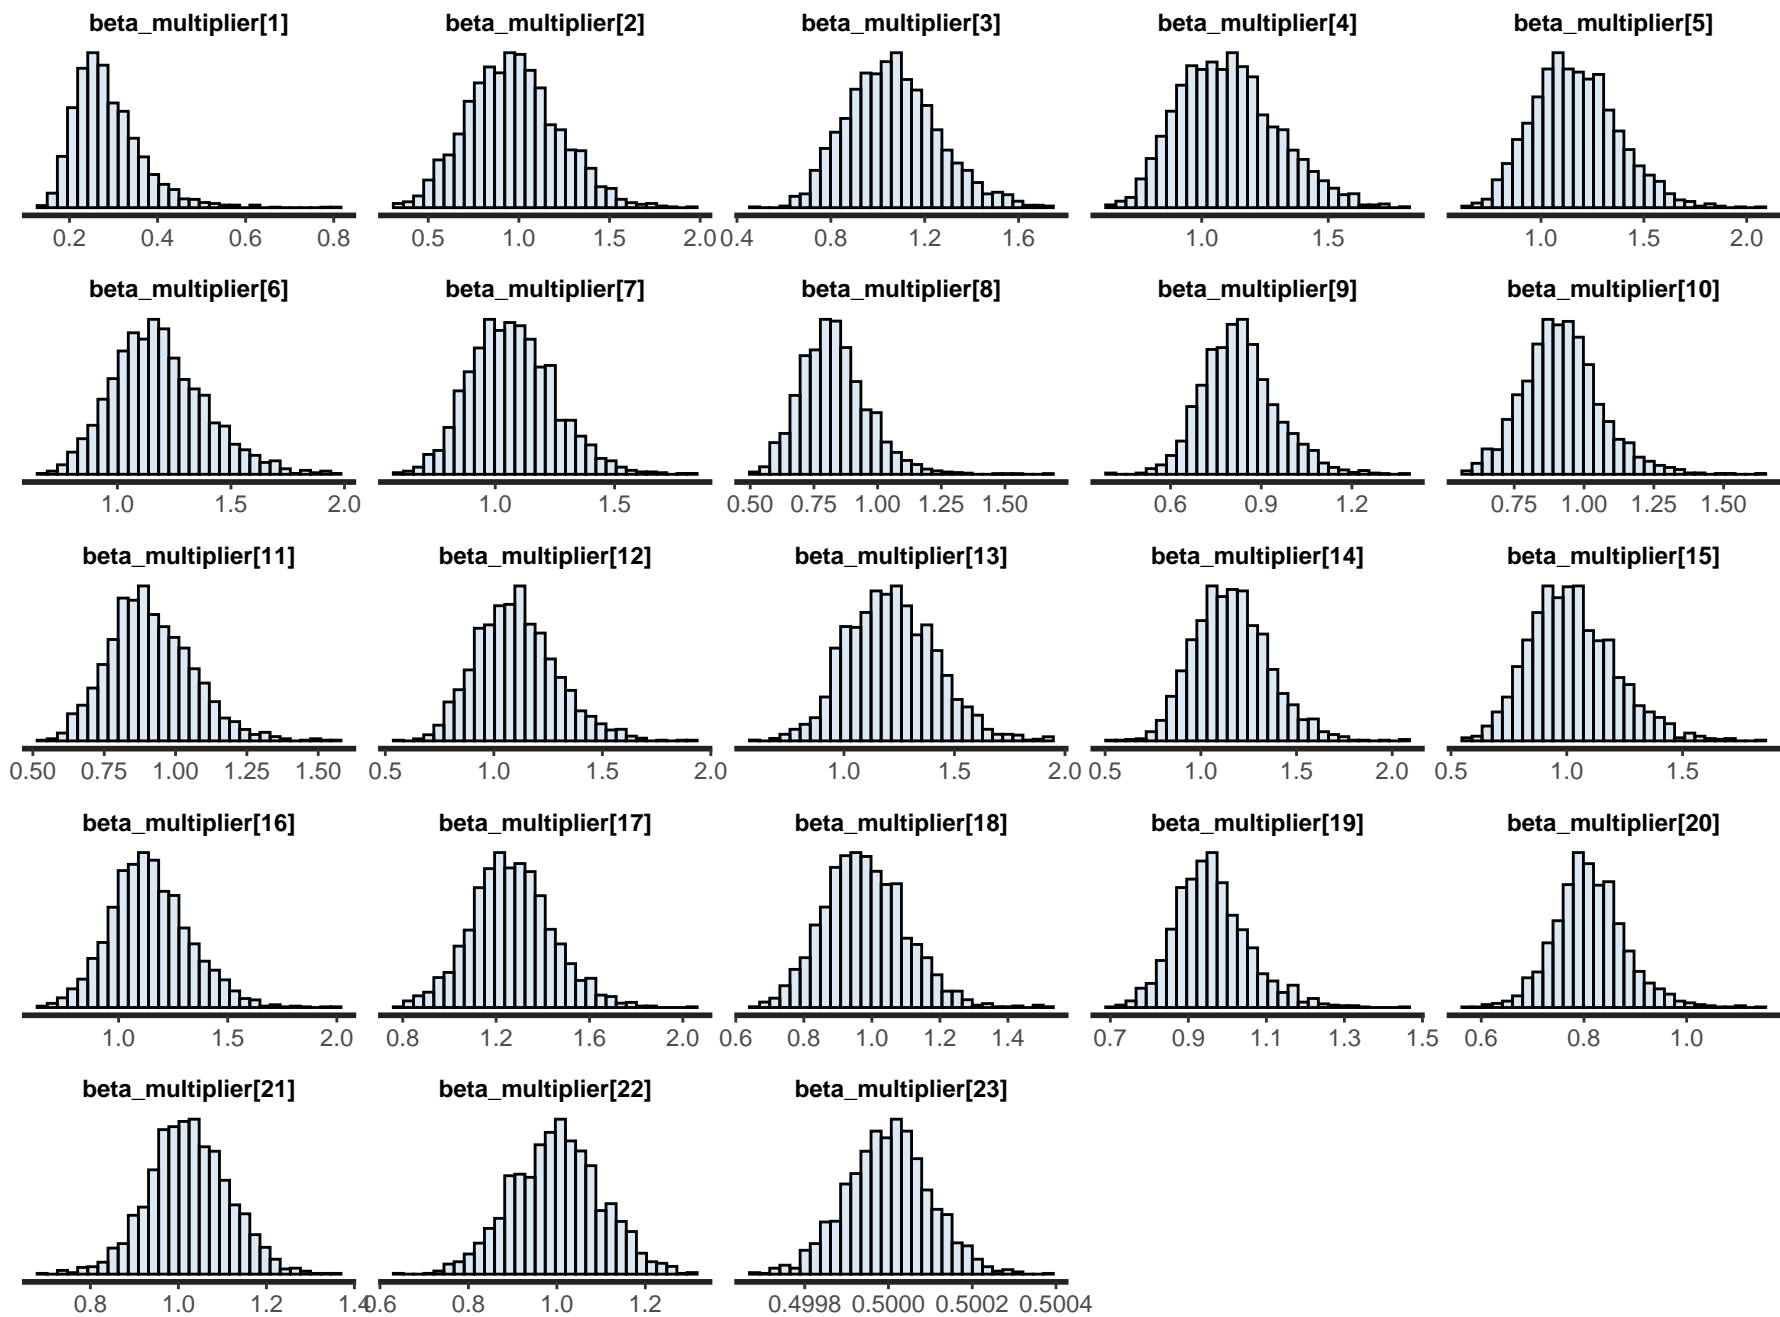 beta_multiplier[1] beta_multiplier[2] beta_multiplier[3] beta_multiplier[4] beta_multiplier[5]
0.2 0.4 0.6 0.8 0.5 1.0 1.5 2.0 0.4 0.8 1.2 1.6 1.0 1.5 1.0 1.5 2.0
beta_multiplier[6] beta_multiplier[7] beta_multiplier[8] beta_multiplier[9] beta_multiplier[10]
1.0 1.5 2.0 1.0 1.5 0.50 0.75 1.00 1.25 1.50 0.6 0.9 1.2 0.75 1.00 1.25 1.50
beta_multiplier[11] beta_multiplier[12] beta_multiplier[13] beta_multiplier[14] beta_multiplier[15]
0.50 0.75 1.00 1.25 1.50 0.5 1.0 1.5 2.0 1.0 1.5 2.0 0.5 1.0 1.5 2.0 0.5 1.0 1.5
beta_multiplier[16] beta_multiplier[17] beta_multiplier[18] beta_multiplier[19] beta_multiplier[20]
1.0 1.5 2.0 0.8 1.2 1.6 2.0 0.6 0.8 1.0 1.2 1.4 0.7 0.9 1.1 1.3 1.5 0.6 0.8 1.0
beta_multiplier[21] beta_multiplier[22] beta_multiplier[23]
0.8 1.0 1.2 1.4 0.6 0.8 1.0 1.2 0.4998 0.5000 0.5002 0.5004